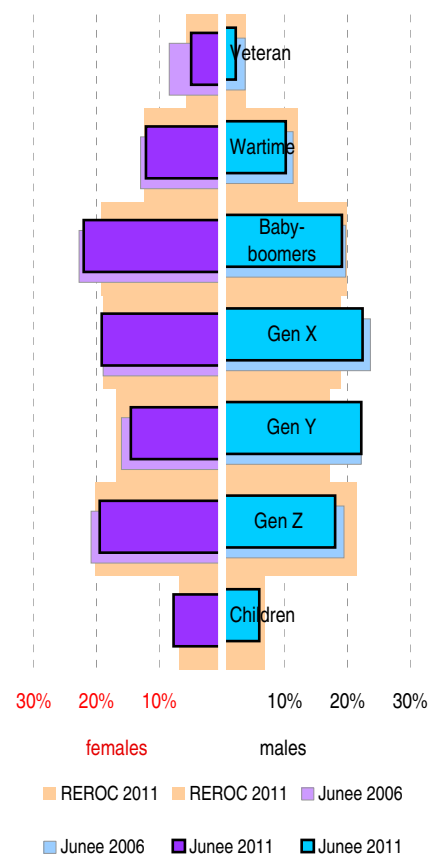 Veteran
Wartime
Baby-
boomers
Gen X
Gen Y
Gen Z
Children
30% 20% 10% 10% 20% 30%
females males
REROC 2011 REROC 2011 Junee 2006
Junee 2006 Junee 2011 Junee 2011